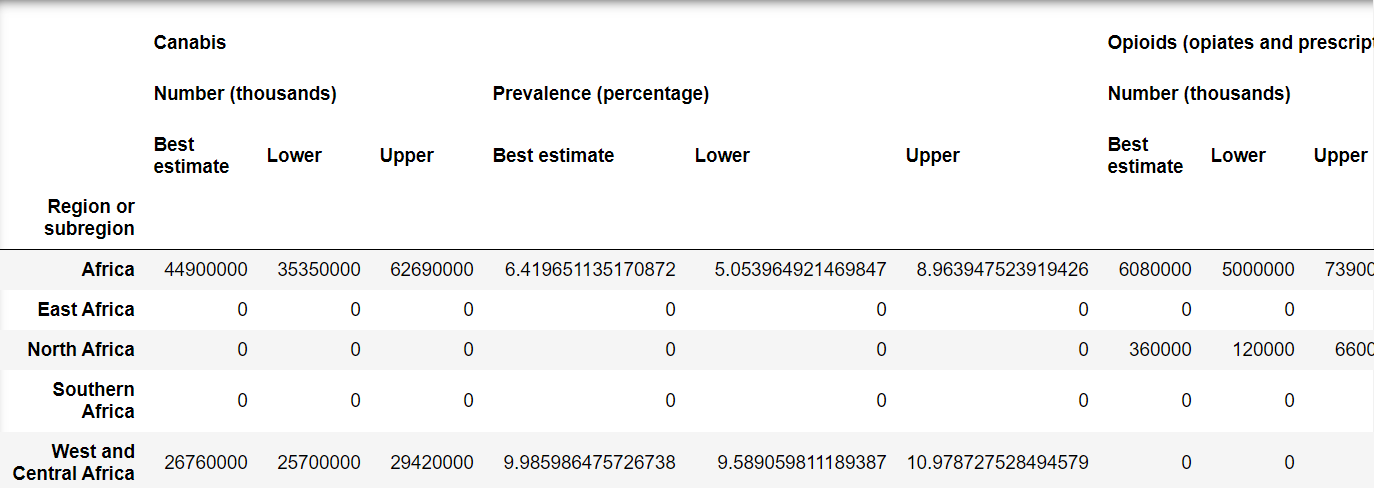 Canabis Opioids (opiates and
Number (thousands) Prevalence (percentage) Number (thousands)
Best estimate Lower Upper Best estimate Lower Upper Best estimate Lower Upper
Region or subregion
Africa 44900000 35350000 62690000 6.419651135170872 5.053964921469847 8.963947523919426 6080000 5000000
East Africa 0 0 0 0 0 0 0 0
North Africa 0 0 0 0 0 0 360000 120000
Southern Africa 0 0 0 0 0 0 0 0
West and Central Africa 26760000 25700000 29420000 9.985986475726738 9.589059811189387 10.978727528494579 0 0